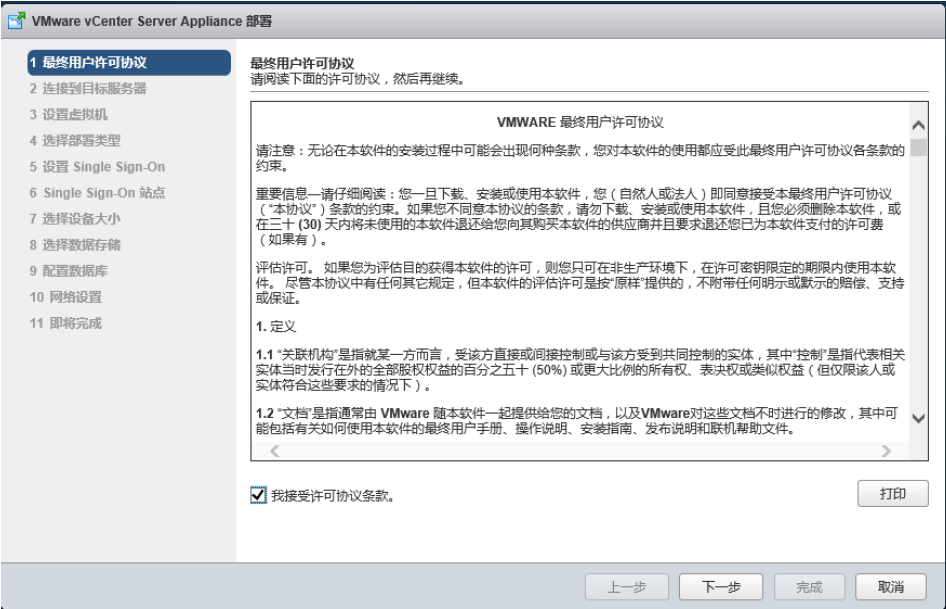 VMware vCenter Server Appliance 部署
1 最终用户许可协议
2 连接到目标服务器
3 设置虚拟机
4 选择部署类型
5 设置 Single Sign-On
6 Single Sign-On 站点
7 选择设备大小
8 选择数据存储
9 配置数据库
10 网络设置
11 即将完成
最终用户许可协议
请阅读下面的许可协议，然后再继续。
VMWARE 最终用户许可协议
请注意：无论在本软件的安装过程中可能会出现何种条款，您对本软件的使用都应受此最终用户许可协议各条款的
约束。
重要信息—请仔细阅读：您一旦下载、安装或使用本软件，您（自然人或法人）即同意接受本最终用户许可协议
（“本协议”）条款的约束。如果您不同意本协议的条款，请勿下载、安装或使用本软件，且您必须删除本软件，或
在三十 (30) 天内将未使用的本软件退还给您向其购买本软件的供应商并且要求退还您已为本软件支付的许可费
（如果有）。
评估许可。 如果您为评估目的获得本软件的许可，则您只可在非生产环境下，在许可密钥限定的期限内使用本软
件。 尽管本协议中有任何其它规定，但本软件的评估许可是按“原样”提供的，不附带任何明示或默示的赔偿、支持
或保证。
1. 定义
1.1 “关联机构”是指就某一方而言，受该方直接或间接控制或与该方受到共同控制的实体，其中“控制”是指代表相关
实体当时发行在外的全部股权权益的百分之五十 (50%) 或更大比例的所有权、表决权或类似权益（但仅限该人或
实体符合这些要求的情况下）。
1.2 “文档”是指通常由 VMware 随本软件一起提供给您的文档，以及VMware对这些文档不时进行的修改，其中可
能包括有关如何使用本软件的最终用户手册、操作说明、安装指南、发布说明和联机帮助文件。
我接受许可协议条款。
打印
上一步
下一步
完成
取消